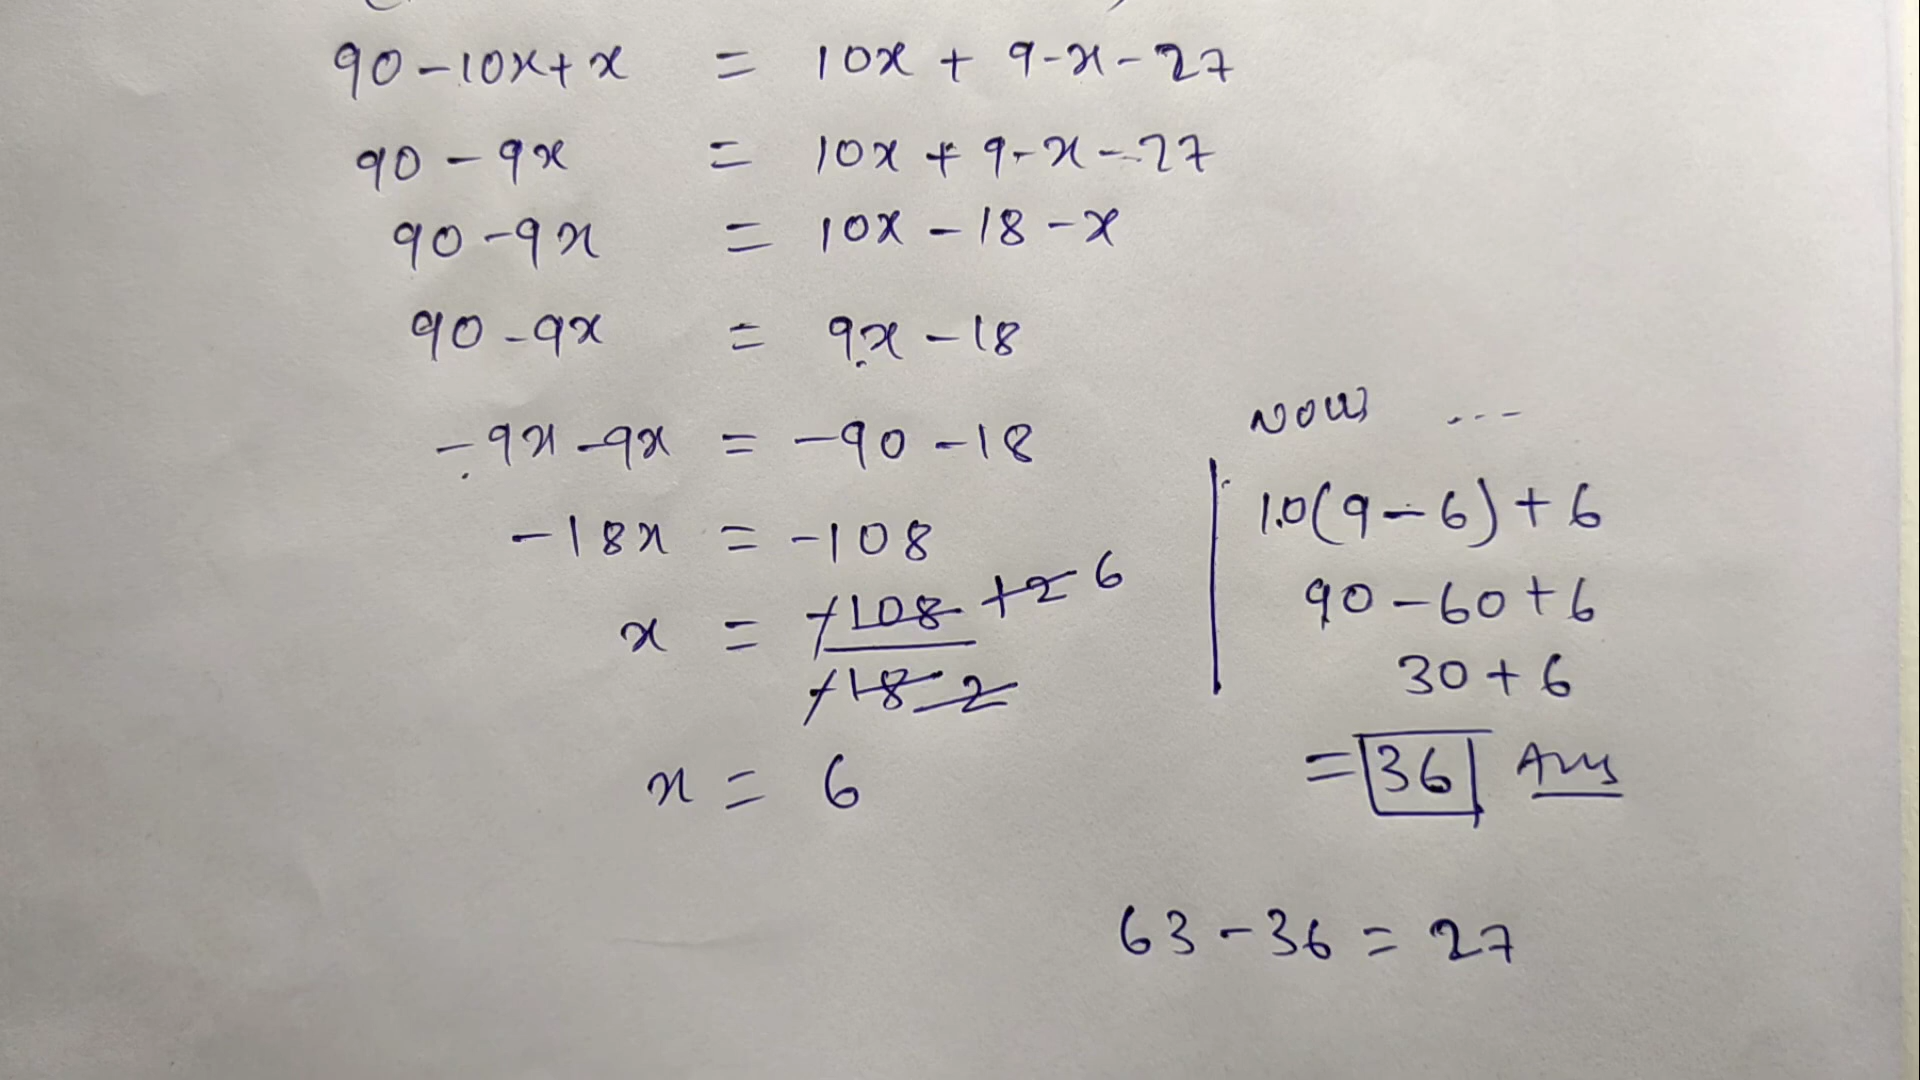 90-10x+x = 10x + 9-x-27
90-9x = 10x + 9-x-27
90-9x = 10x-18-x
90-9x = 9x-18
-9x-9x = -90-18
-18x = -108
x = -108 +2 6
-18 2
x = 6
Now ...
10(9-6)+6
90-60+6
30+6
=36 Ans
63-36=27